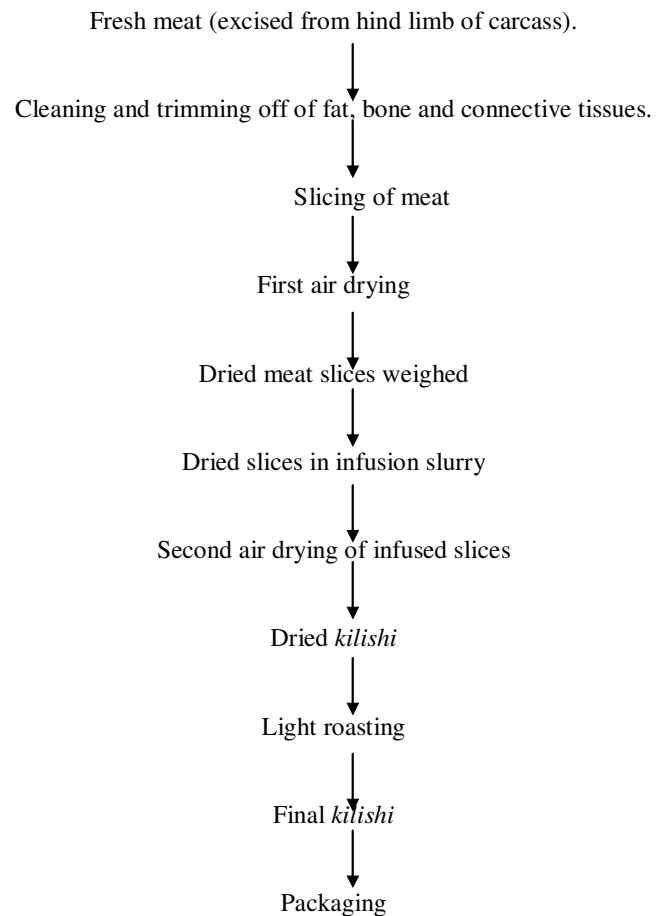 Fresh meat (excised from hind limb of carcass).
Cleaning and trimming off of fat, bone and connective tissues.
Slicing of meat
First air drying
Dried meat slices weighed
Dried slices in infusion slurry
Second air drying of infused slices
Dried kilishi
Light roasting
Final kilishi
Packaging